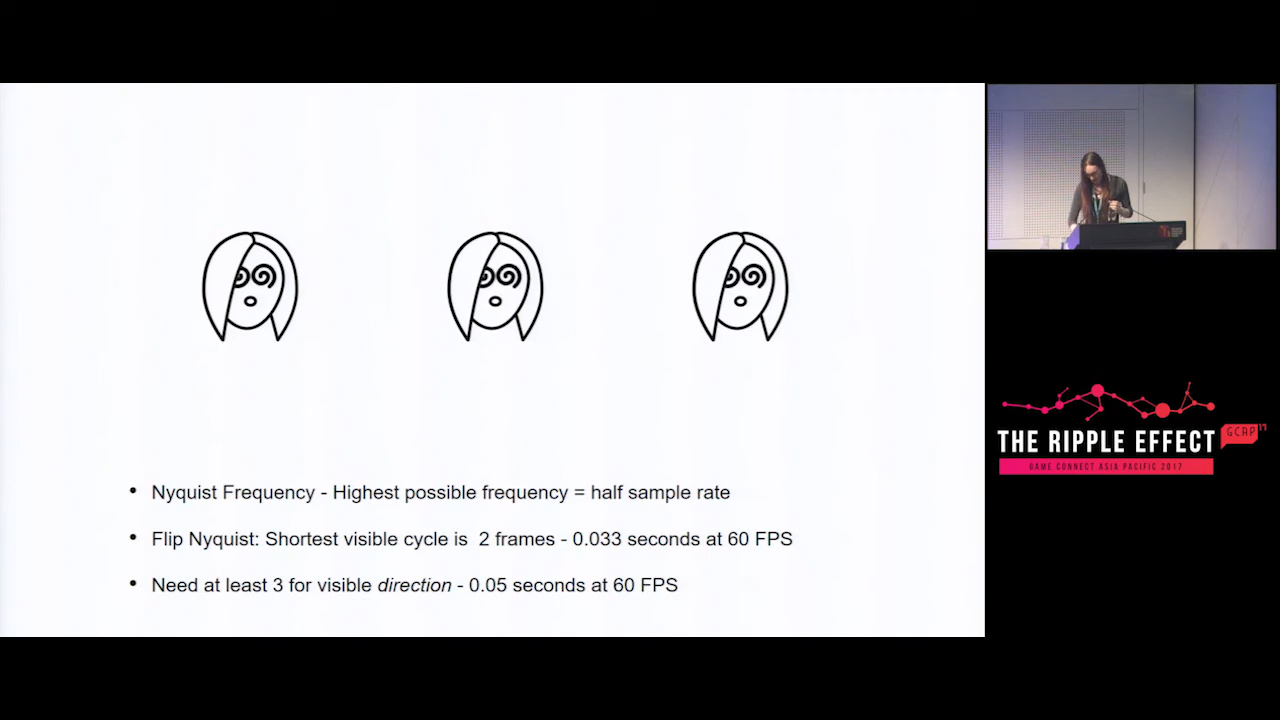 • Nyquist Frequency - Highest possible frequency = half sample rate
• Flip Nyquist: Shortest visible cycle is 2 frames - 0.033 seconds at 60 FPS
• Need at least 3 for visible direction - 0.05 seconds at 60 FPS
THE RIPPLE EFFECT
GCAP 17
GAME CONNECT ASIA PACIFIC 2017